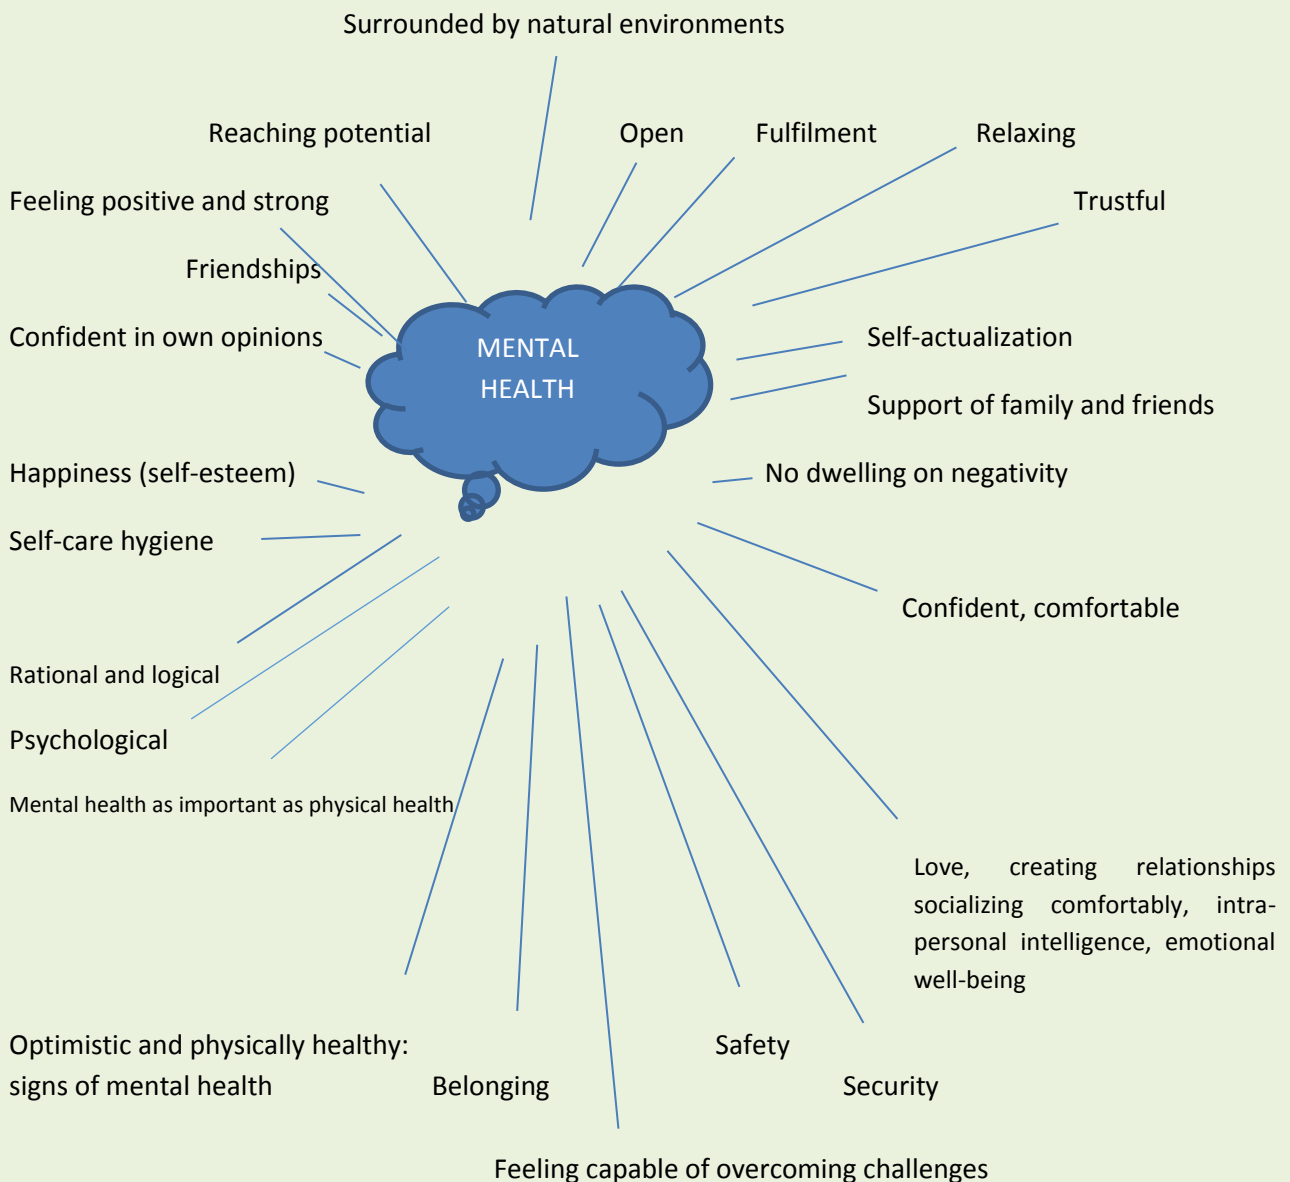 Surrounded by natural environments
Reaching potential
Open
Fulfilment
Relaxing
Feeling positive and strong
Trustful
Friendships
Confident in own opinions
MENTAL
HEALTH
Self-actualization
Support of family and friends
Happiness (self-esteem)
No dwelling on negativity
Self-care hygiene
Confident, comfortable
Rational and logical
Psychological
Mental health as important as physical health
Love, creating relationships
socializing comfortably, intra-
personal intelligence, emotional
well-being
Optimistic and physically healthy:
signs of mental health
Belonging
Safety
Security
Feeling capable of overcoming challenges